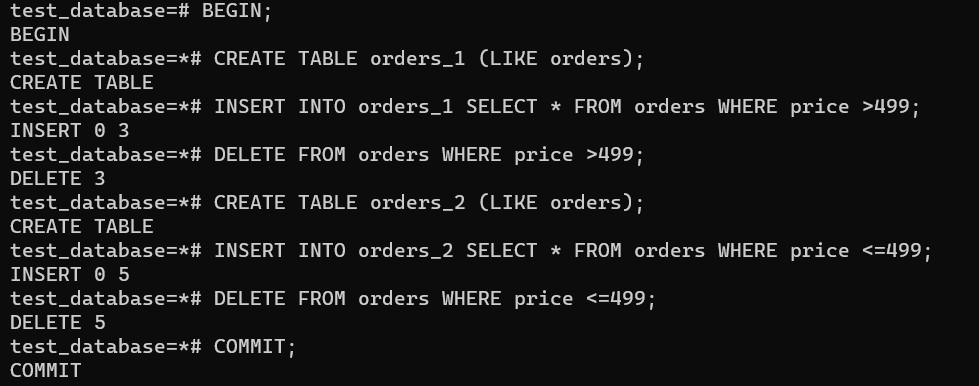 test_database=# BEGIN;
BEGIN
test_database=*# CREATE TABLE orders_1 (LIKE orders);
CREATE TABLE
test_database=*# INSERT INTO orders_1 SELECT * FROM orders WHERE price >499;
INSERT 0 3
test_database=*# DELETE FROM orders WHERE price >499;
DELETE 3
test_database=*# CREATE TABLE orders_2 (LIKE orders);
CREATE TABLE
test_database=*# INSERT INTO orders_2 SELECT * FROM orders WHERE price <=499;
INSERT 0 5
test_database=*# DELETE FROM orders WHERE price <=499;
DELETE 5
test_database=*# COMMIT;
COMMIT